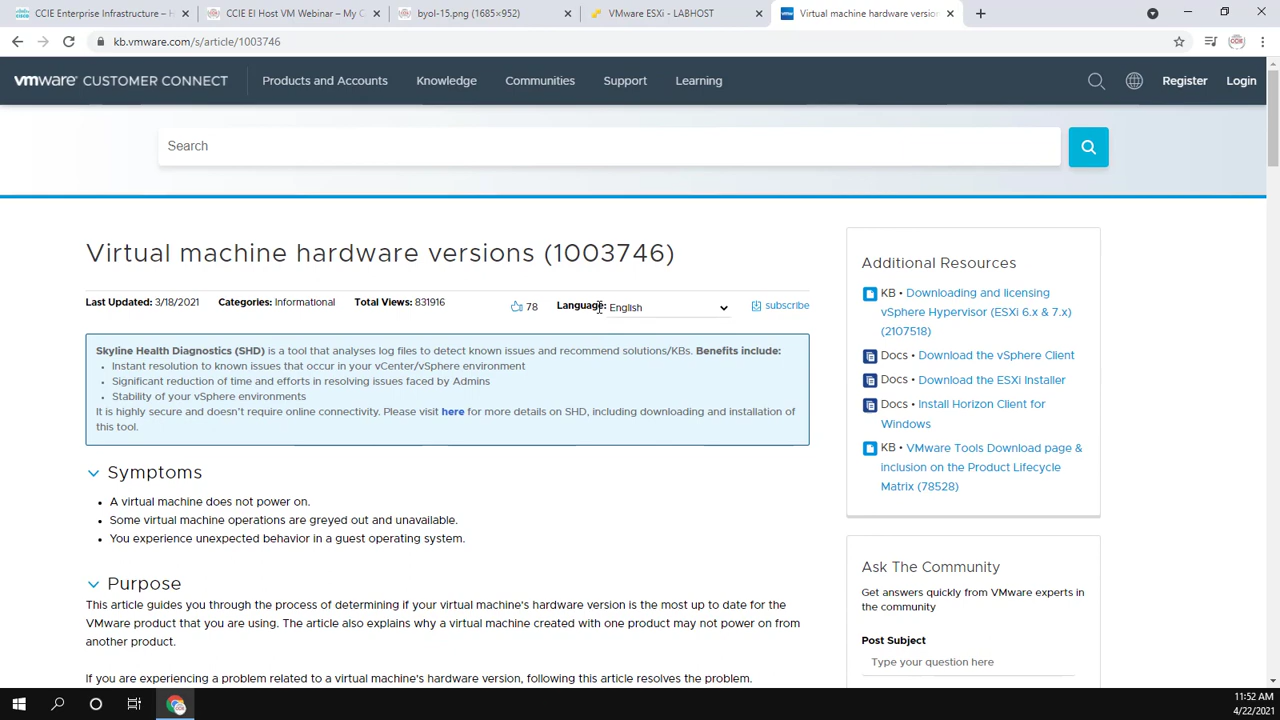 CCIE Enterprise Infrastructure – H
CCIE EI Host VM Webinar – My C
byol-15.png (1685×952)
VMware ESXi - LABHOST
Virtual machine hardware versio
kb.vmware.com/s/article/1003746
vmware CUSTOMER CONNECT
Products and Accounts
Knowledge
Communities
Support
Learning
Register
Login
Search
Virtual machine hardware versions (1003746)
Last Updated: 3/18/2021
Categories: Informational
Total Views: 831916
78
Language: English
subscribe
Skyline Health Diagnostics (SHD) is a tool that analyses log files to detect known issues and recommend solutions/KBs. Benefits include:
• Instant resolution to known issues that occur in your vCenter/vSphere environment
• Significant reduction of time and efforts in resolving issues faced by Admins
• Stability of your vSphere environments
It is highly secure and doesn't require online connectivity. Please visit here for more details on SHD, including downloading and installation of
this tool.
Symptoms
• A virtual machine does not power on.
• Some virtual machine operations are greyed out and unavailable.
• You experience unexpected behavior in a guest operating system.
Purpose
This article guides you through the process of determining if your virtual machine's hardware version is the most up to date for the
VMware product that you are using. The article also explains why a virtual machine created with one product may not power on from
another product.
If you are experiencing a problem related to a virtual machine's hardware version, following this article resolves the problem.
Additional Resources
KB • Downloading and licensing
vSphere Hypervisor (ESXi 6.x & 7.x)
(2107518)
Docs • Download the vSphere Client
Docs • Download the ESXi Installer
Docs • Install Horizon Client for
Windows
KB • VMware Tools Download page &
inclusion on the Product Lifecycle
Matrix (78528)
Ask The Community
Get answers quickly from VMware experts in
the community
Post Subject
Type your question here
11:52 AM
4/22/2021